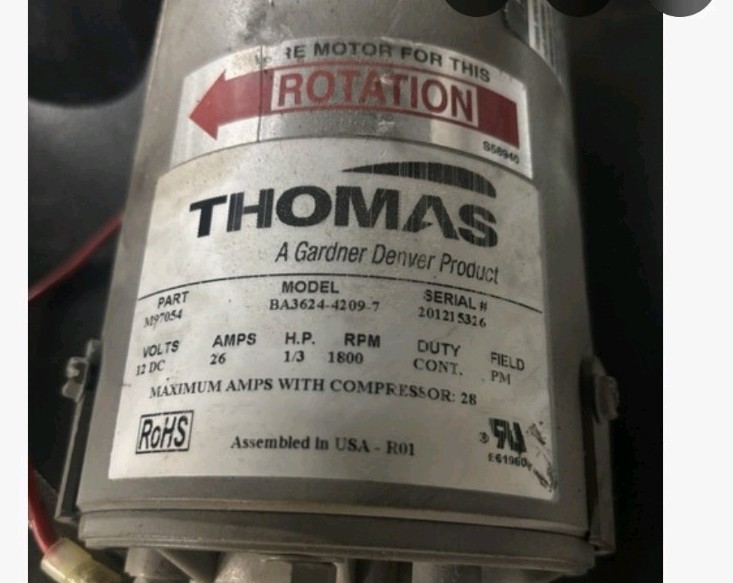 RE MOTOR FOR THIS
ROTATION
S58940
THOMAS
A Gardner Denver Product
PART MODEL SERIAL #
M97054 BA3624-4209-7 201215326
VOLTS AMPS H.P. RPM DUTY FIELD
12 DC 26 1/3 1800 CONT. PM
MAXIMUM AMPS WITH COMPRESSOR: 28
RoHS
Assembled in USA - R01